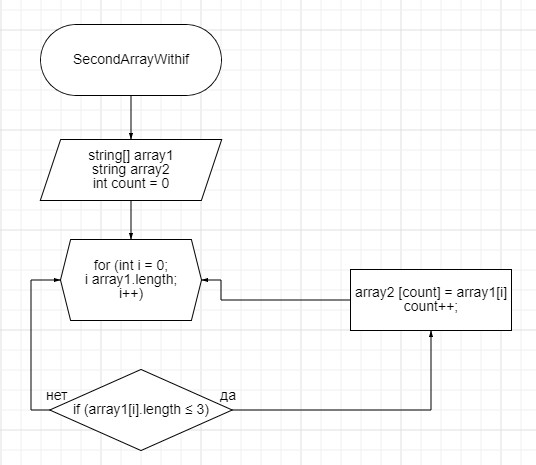 SecondArrayWithif
string[] array1
string array2
int count = 0
for (int i = 0;
i array1.length;
i++)
array2 [count] = array1[i]
count++;
нет
да
if (array1[i].length ≤ 3)